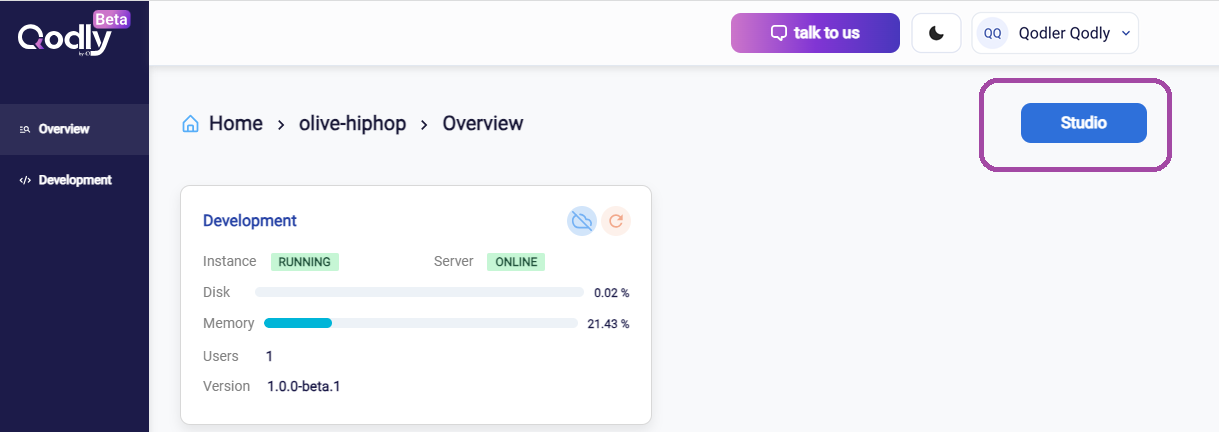 Qodly Beta
by 4D
talk to us
QQ Qodler Qodly
Overview
Development
Home > olive-hiphop > Overview
Studio
Development
Instance RUNNING Server ONLINE
Disk 0.02 %
Memory 21.43 %
Users 1
Version 1.0.0-beta.1